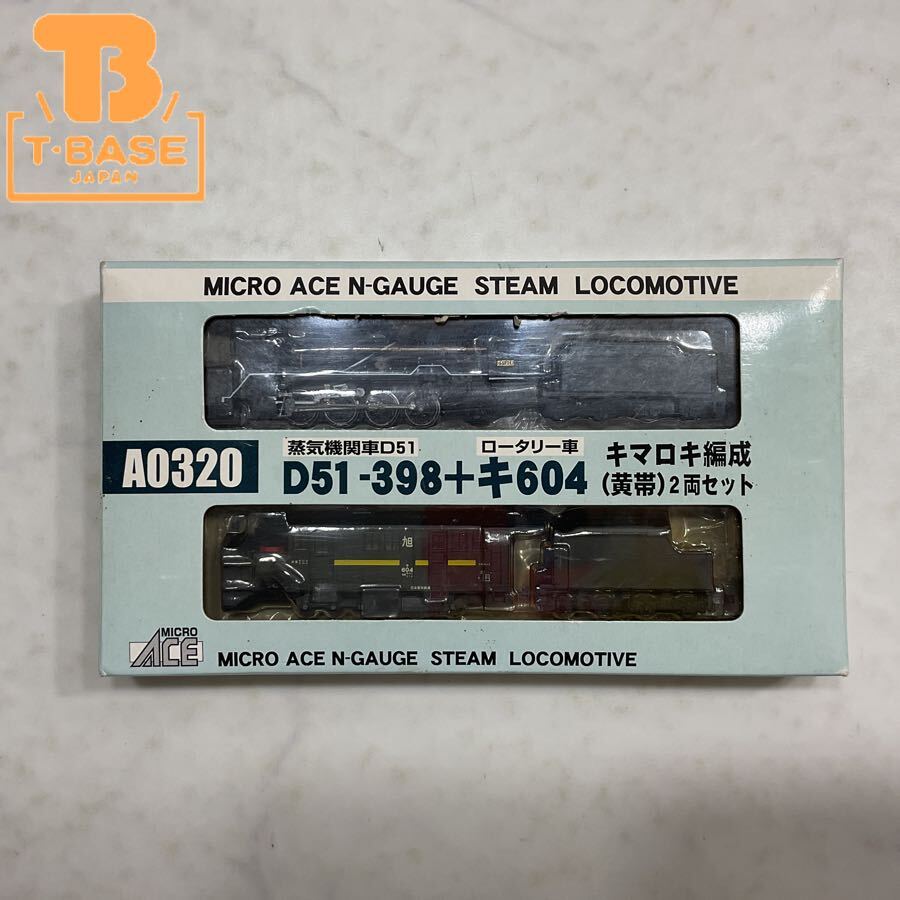 T·BASE
JAPAN
MICRO ACE N-GAUGE STEAM LOCOMOTIVE
A0320
蒸気機関車D51
ロータリー車
D51-398+キ604
キマロキ編成
(黄帯)2両セット
旭
キ
604
MICRO
ACE
MICRO ACE N-GAUGE STEAM LOCOMOTIVE